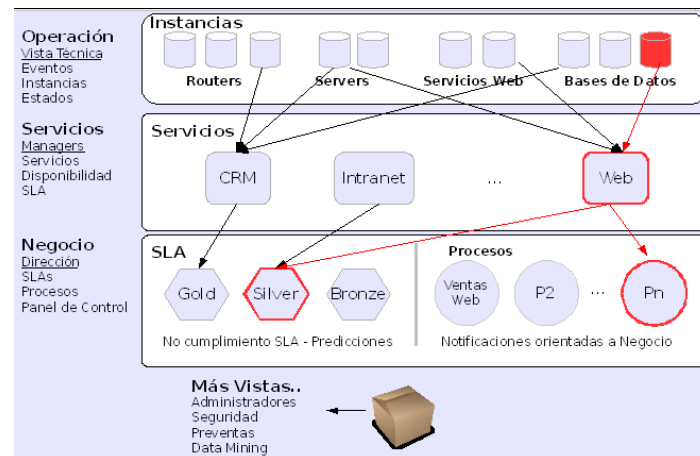 Operación
Vista Técnica
Eventos
Instancias
Estados
Instancias
Routers
Servers
Servicios Web
Bases de Datos
Servicios
Managers
Servicios
Disponibilidad
SLA
Servicios
CRM
Intranet
...
Web
Negocio
Dirección
SLAs
Procesos
Panel de Control
SLA
Gold
Silver
Bronze
No cumplimiento SLA - Predicciones
Procesos
Ventas
Web
P2
...
Pn
Notificaciones orientadas a Negocio
Más Vistas..
Administradores
Seguridad
Preventas
Data Mining